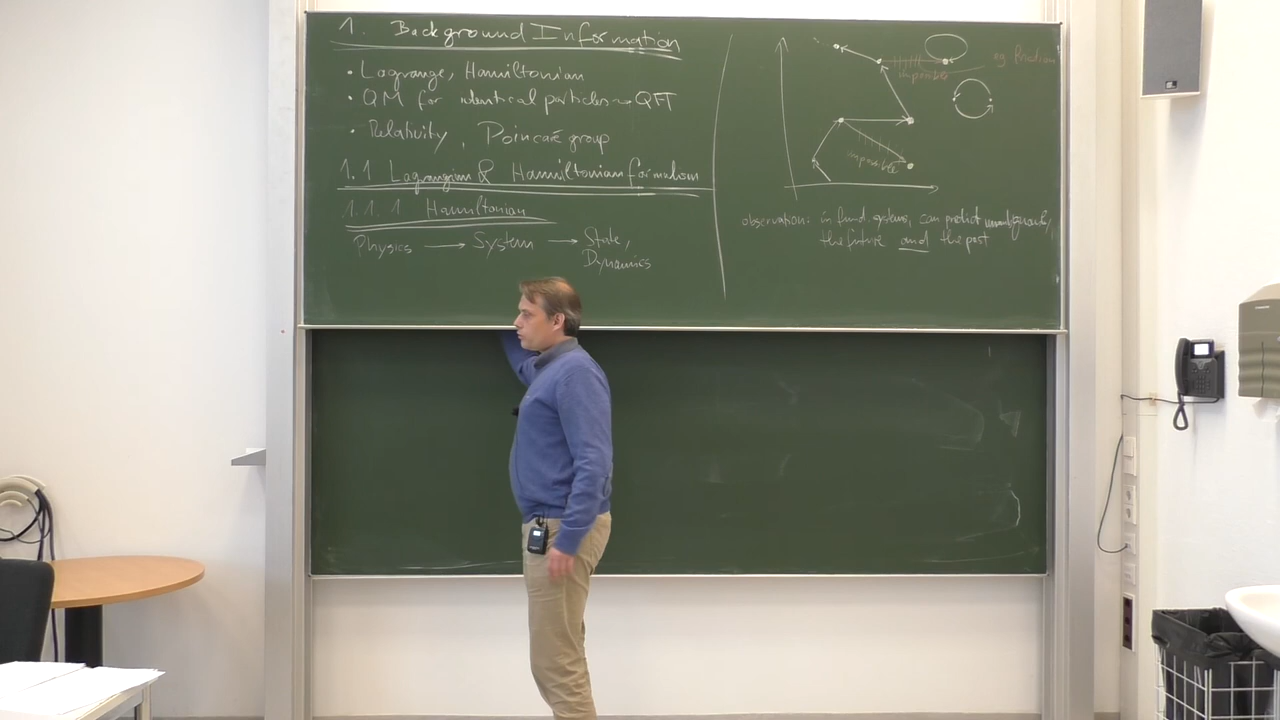 1. Background Information
• Lagrange, Hamiltonian
• QM for identical particles → QFT
• Relativity, Poincaré group
1.1 Lagrangian & Hamiltonian formalism
1.1.1 Hamiltonian
Physics → System → State,
Dynamics
impossible
eg. friction
impossible
observation: in fund. systems, can predict unambiguously,
the future and the past